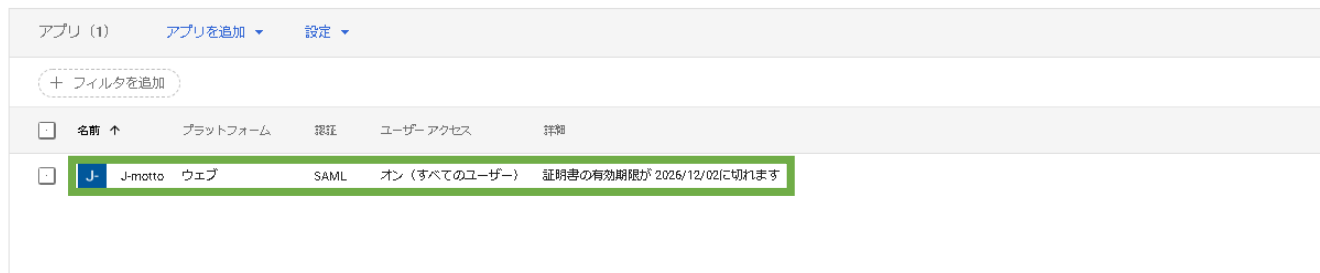 アプリ（1） アプリを追加 設定
＋ フィルタを追加
名前 ↑ プラットフォーム 認証 ユーザー アクセス 詳細
J- J-motto ウェブ SAML オン（すべてのユーザー） 証明書の有効期限が 2026/12/02に切れます